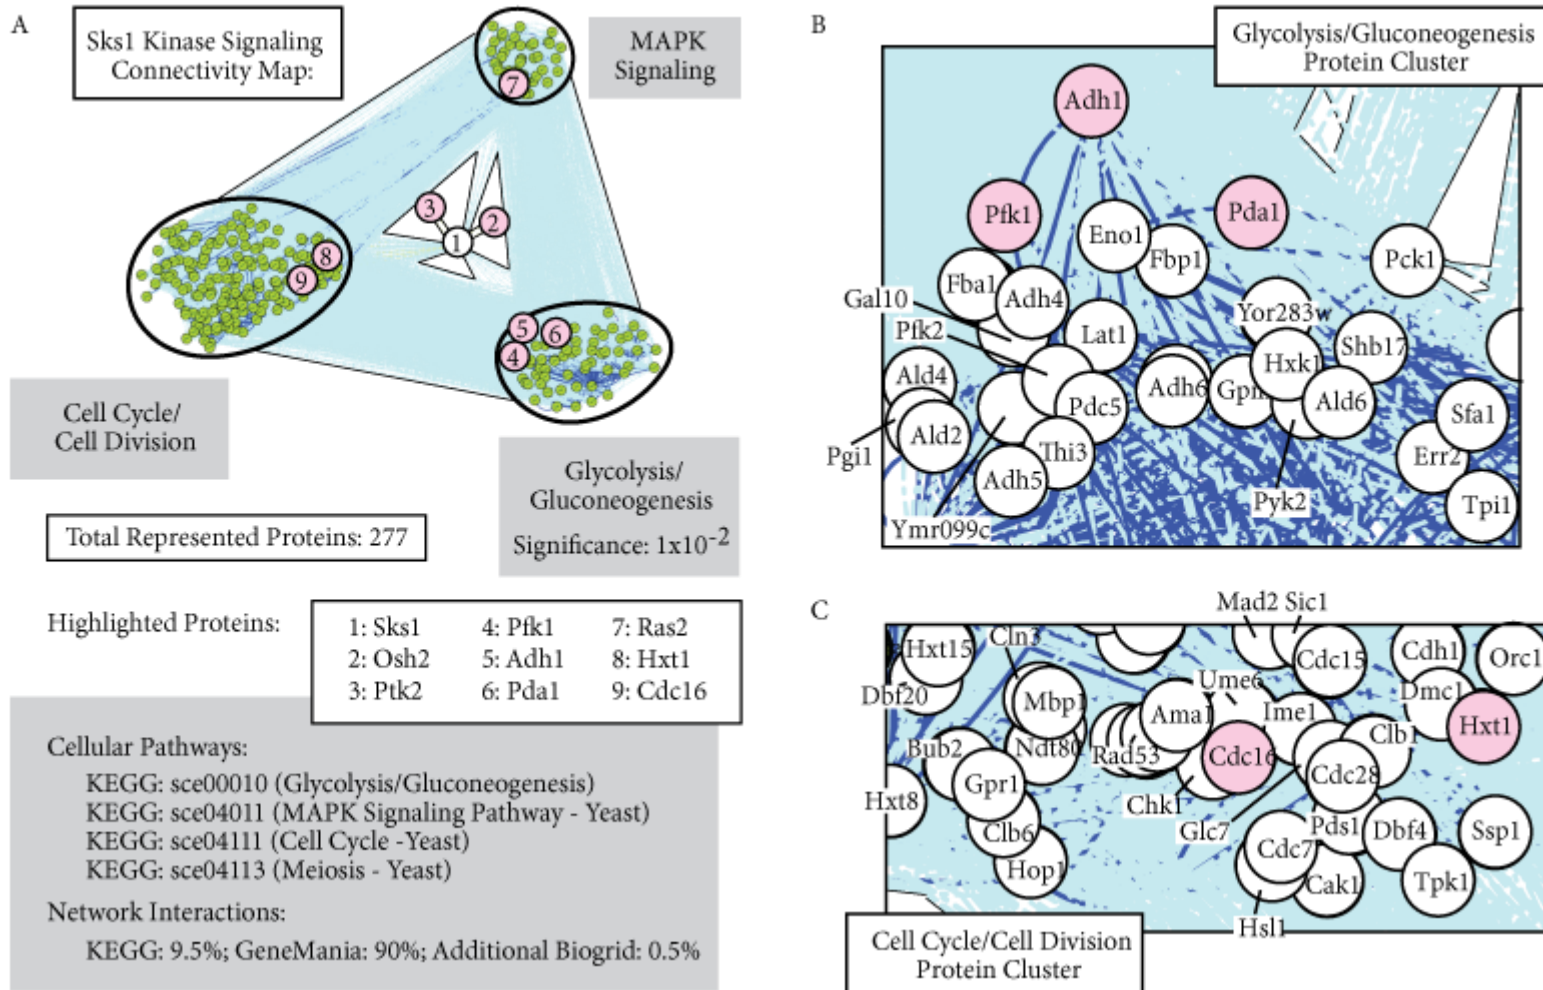 A
Sks1 Kinase Signaling
Connectivity Map:
MAPK
Signaling
7
3
2
1
8
9
5
6
4
Cell Cycle/
Cell Division
Glycolysis/
Gluconeogenesis
Significance: 1x10-2
Total Represented Proteins: 277
Highlighted Proteins:
1: Sks1 4: Pfk1 7: Ras2
2: Osh2 5: Adh1 8: Hxt1
3: Ptk2 6: Pda1 9: Cdc16
Cellular Pathways:
KEGG: sce00010 (Glycolysis/Gluconeogenesis)
KEGG: sce04011 (MAPK Signaling Pathway - Yeast)
KEGG: sce04111 (Cell Cycle -Yeast)
KEGG: sce04113 (Meiosis - Yeast)
Network Interactions:
KEGG: 9.5%; GeneMania: 90%; Additional Biogrid: 0.5%
B
Glycolysis/Gluconeogenesis
Protein Cluster
Adh1
Pfk1
Pda1
Eno1
Fbp1
Pck1
Fba1
Adh4
Gal10
Pfk2
Lat1
Yor283w
Shb17
Hxk1
Ald4
Adh6
Gpm
Ald6
Pdc5
Sfa1
Ald2
Pgi1
Thi3
Err2
Adh5
Pyk2
Tpi1
Ymr099c
C
Mad2 Sic1
Hxt15
Cln3
Cdc15
Cdh1
Orc1
Dbf20
Mbp1
Ume6
Dmc1
Ama1
Ime1
Hxt1
Bub2
Ndt80
Rad53
Cdc16
Clb1
Gpr1
Cdc28
Hxt8
Chk1
Glc7
Pds1
Dbf4
Ssp1
Clb6
Cdc7
Hop1
Cak1
Tpk1
Hsl1
Cell Cycle/Cell Division
Protein Cluster